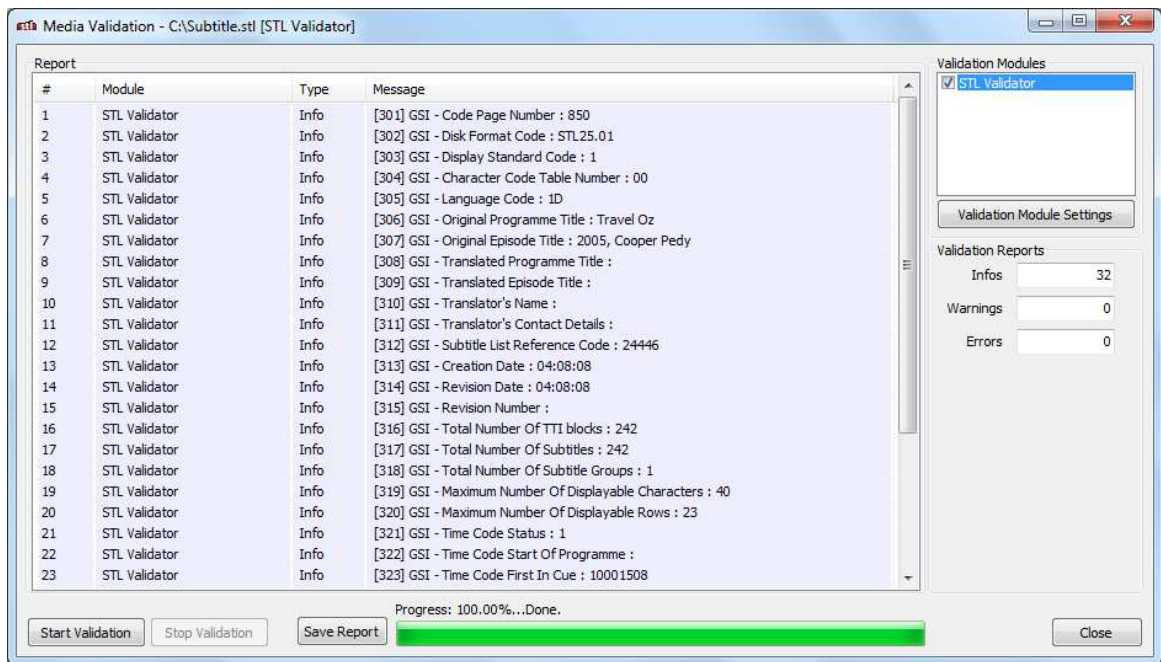 Media Validation - C:\Subtitle.stl [STL Validator]
Report
# Module Type Message
1 STL Validator Info [301] GSI - Code Page Number : 850
2 STL Validator Info [302] GSI - Disk Format Code : STL25.01
3 STL Validator Info [303] GSI - Display Standard Code : 1
4 STL Validator Info [304] GSI - Character Code Table Number : 00
5 STL Validator Info [305] GSI - Language Code : 1D
6 STL Validator Info [306] GSI - Original Programme Title : Travel Oz
7 STL Validator Info [307] GSI - Original Episode Title : 2005, Cooper Pedy
8 STL Validator Info [308] GSI - Translated Programme Title :
9 STL Validator Info [309] GSI - Translated Episode Title :
10 STL Validator Info [310] GSI - Translator's Name :
11 STL Validator Info [311] GSI - Translator's Contact Details :
12 STL Validator Info [312] GSI - Subtitle List Reference Code : 24446
13 STL Validator Info [313] GSI - Creation Date : 04:08:08
14 STL Validator Info [314] GSI - Revision Date : 04:08:08
15 STL Validator Info [315] GSI - Revision Number :
16 STL Validator Info [316] GSI - Total Number Of TTI blocks : 242
17 STL Validator Info [317] GSI - Total Number Of Subtitles : 242
18 STL Validator Info [318] GSI - Total Number Of Subtitle Groups : 1
19 STL Validator Info [319] GSI - Maximum Number Of Displayable Characters : 40
20 STL Validator Info [320] GSI - Maximum Number Of Displayable Rows : 23
21 STL Validator Info [321] GSI - Time Code Status : 1
22 STL Validator Info [322] GSI - Time Code Start Of Programme :
23 STL Validator Info [323] GSI - Time Code First In Cue : 10001508
Validation Modules
STL Validator
Validation Module Settings
Validation Reports
Infos 32
Warnings 0
Errors 0
Progress: 100.00%...Done.
Start Validation Stop Validation Save Report Close